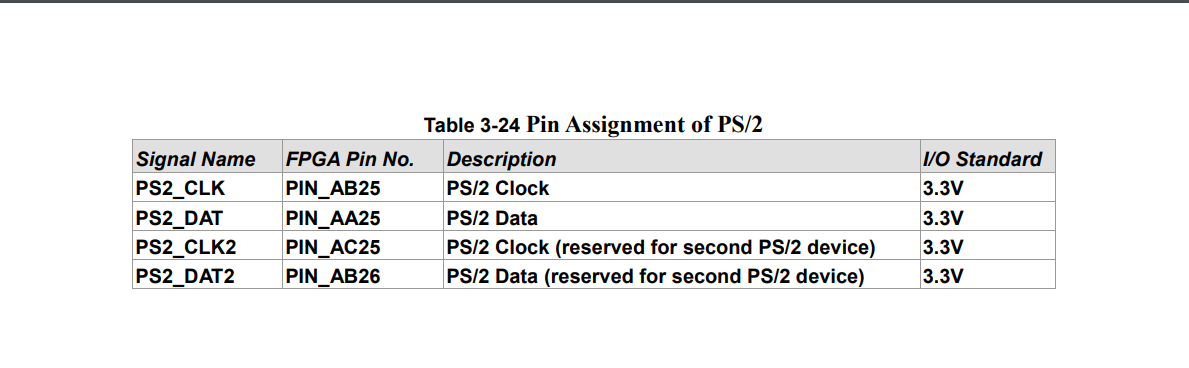 Table 3-24 Pin Assignment of PS/2
Signal Name FPGA Pin No. Description I/O Standard
PS2_CLK PIN_AB25 PS/2 Clock 3.3V
PS2_DAT PIN_AA25 PS/2 Data 3.3V
PS2_CLK2 PIN_AC25 PS/2 Clock (reserved for second PS/2 device) 3.3V
PS2_DAT2 PIN_AB26 PS/2 Data (reserved for second PS/2 device) 3.3V